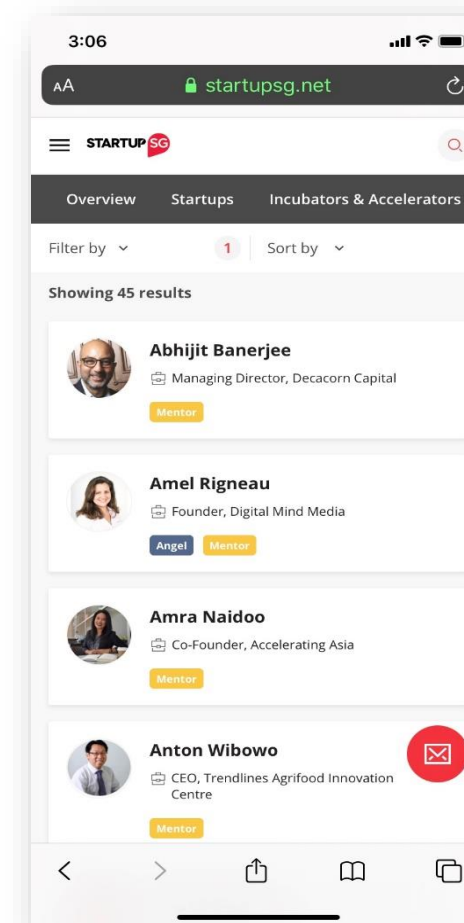 3:06
AA startupsg.net
STARTUP SG
Overview Startups Incubators & Accelerators
Filter by 1 Sort by
Showing 45 results
Abhijit Banerjee
Managing Director, Decacorn Capital
Mentor
Amel Rigneau
Founder, Digital Mind Media
Angel Mentor
Amra Naidoo
Co-Founder, Accelerating Asia
Mentor
Anton Wibowo
CEO, Trendlines Agrifood Innovation
Centre
Mentor